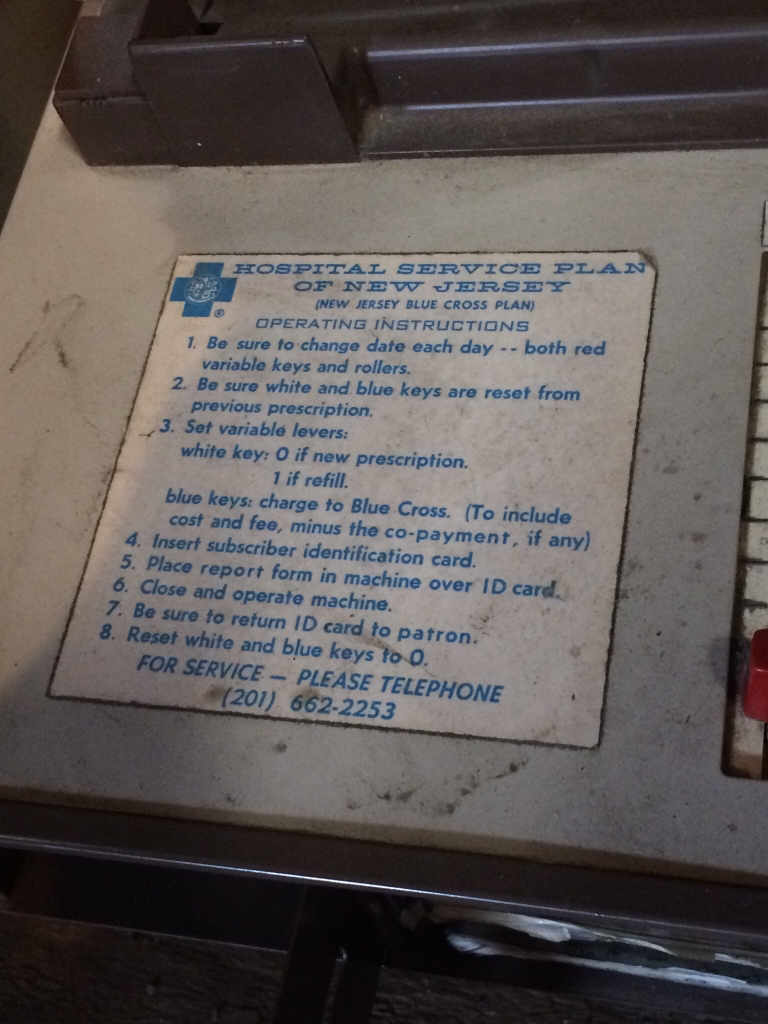 HOSPITAL SERVICE PLAN
OF NEW JERSEY
(NEW JERSEY BLUE CROSS PLAN)
OPERATING INSTRUCTIONS
1. Be sure to change date each day -- both red
variable keys and rollers.
2. Be sure white and blue keys are reset from
previous prescription.
3. Set variable levers:
white key: 0 if new prescription.
1 if refill.
blue keys: charge to Blue Cross. (To include
cost and fee, minus the co-payment, if any)
4. Insert subscriber identification card.
5. Place report form in machine over ID card.
6. Close and operate machine.
7. Be sure to return ID card to patron.
8. Reset white and blue keys to 0.
FOR SERVICE — PLEASE TELEPHONE
(201) 662-2253